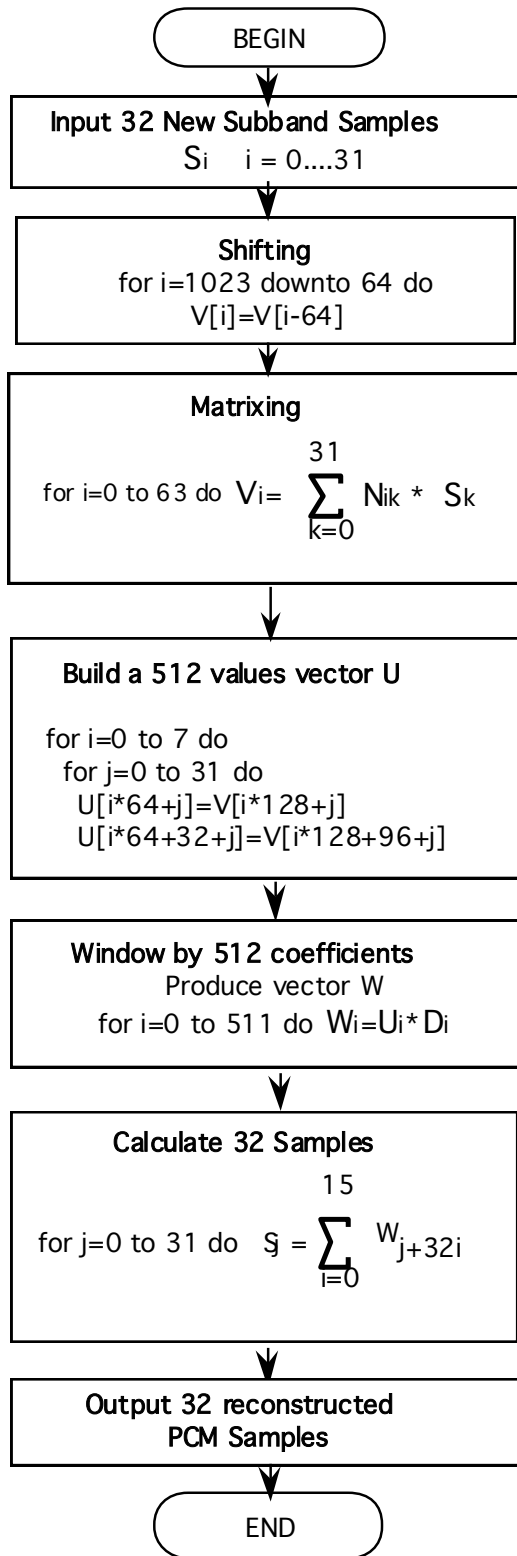 BEGIN
Input 32 New Subband Samples
Si i = 0....31
Shifting
for i=1023 downto 64 do
V[i]=V[i-64]
Matrixing
31
for i=0 to 63 do Vi= ∑ Nik * Sk
k=0
Build a 512 values vector U
for i=0 to 7 do
for j=0 to 31 do
U[i*64+j]=V[i*128+j]
U[i*64+32+j]=V[i*128+96+j]
Window by 512 coefficients
Produce vector W
for i=0 to 511 do Wi=Ui*Di
Calculate 32 Samples
15
for j=0 to 31 do Sj = ∑ Wj+32i
i=0
Output 32 reconstructed
PCM Samples
END